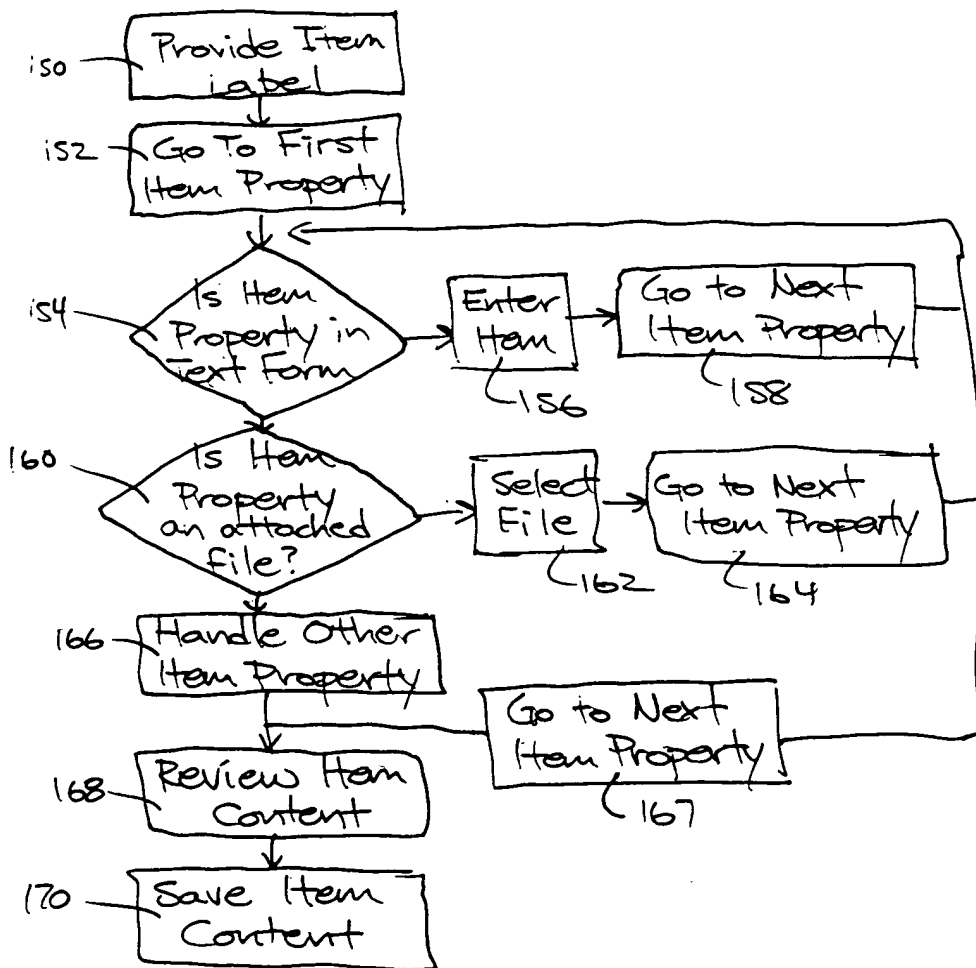 150
Provide Item
Label
152
Go To First
Item Property
154
Is Item
Property in
Text Form
Enter
Item
156
Go to Next
Item Property
158
160
Is Item
Property
an attached
file?
Select
File
162
Go to Next
Item Property
164
166
Handle Other
Item Property
Go to Next
Item Property
167
168
Review Item
Content
170
Save Item
Content